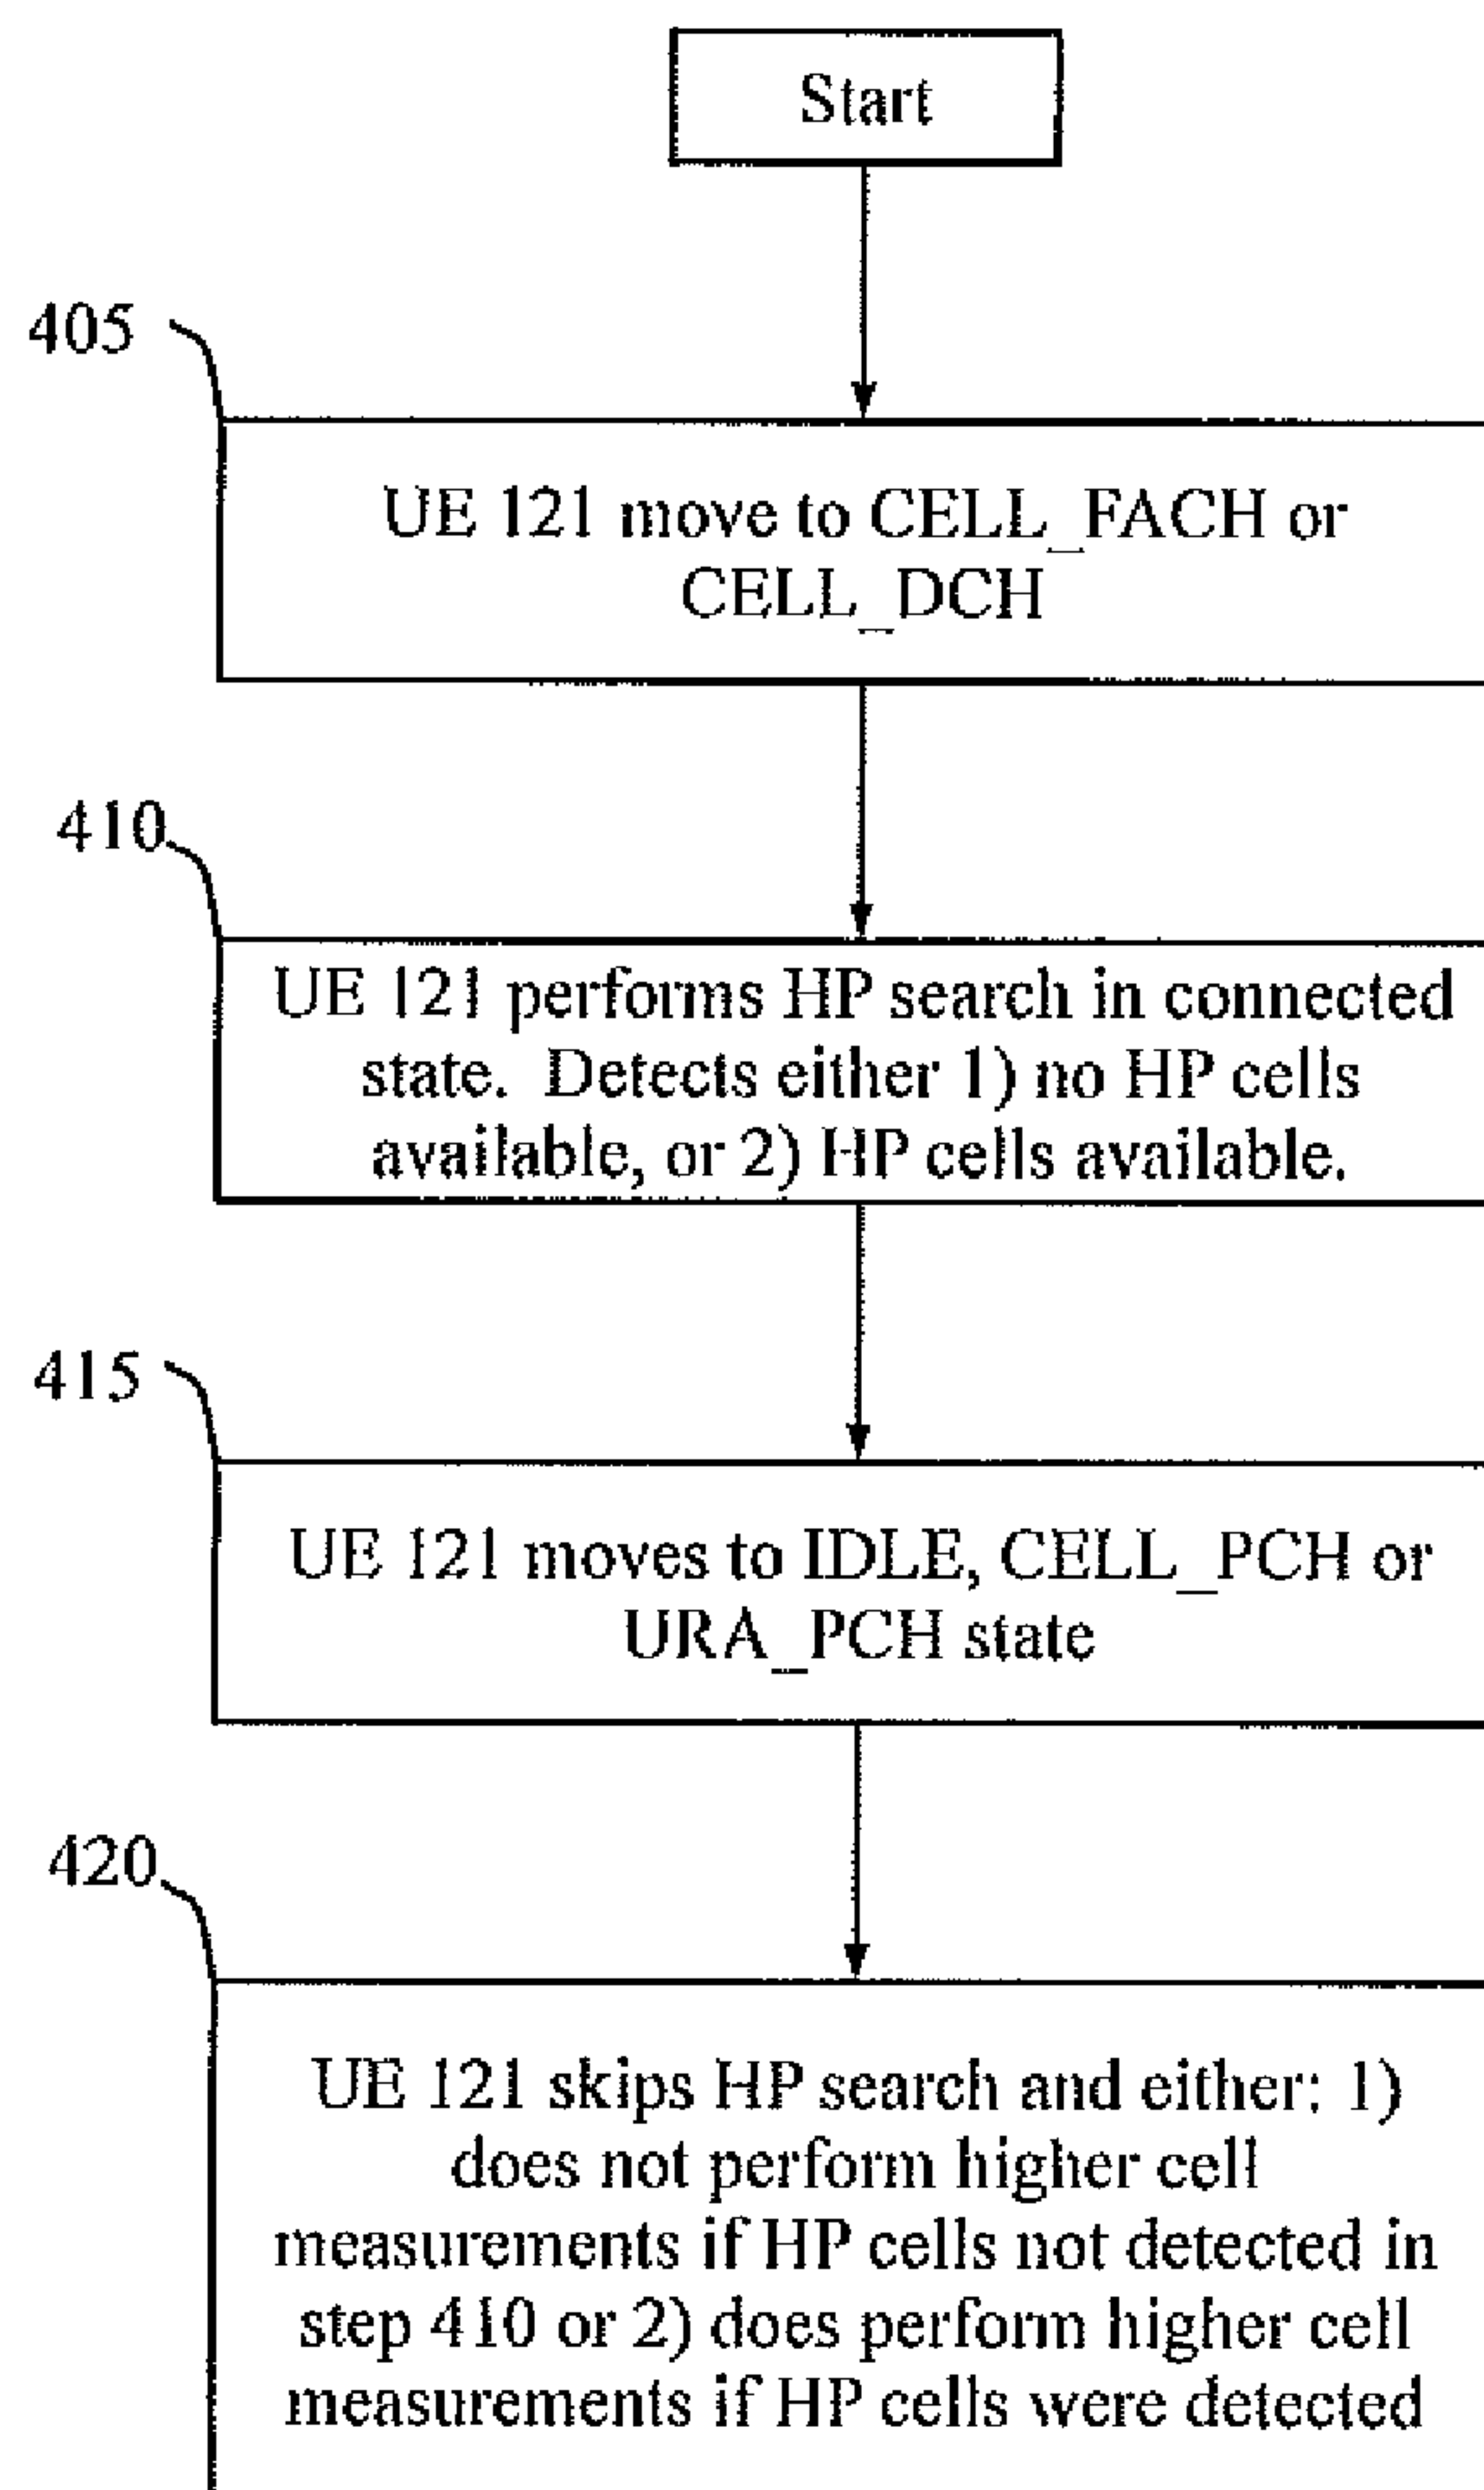 Start
405
UE 121 move to CELL_FACH or
CELL_DCH
410
UE 121 performs HP search in connected
state. Detects either 1) no HP cells
available, or 2) HP cells available.
415
UE 121 moves to IDLE, CELL_PCH or
URA_PCH state
420
UE 121 skips HP search and either: 1)
does not perform higher cell
measurements if HP cells not detected in
step 410 or 2) does perform higher cell
measurements if HP cells were detected